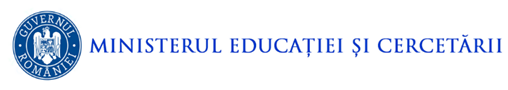 GUVERNUL ROMÂNIEI
MINISTERUL EDUCAȚIEI ȘI CERCETĂRII